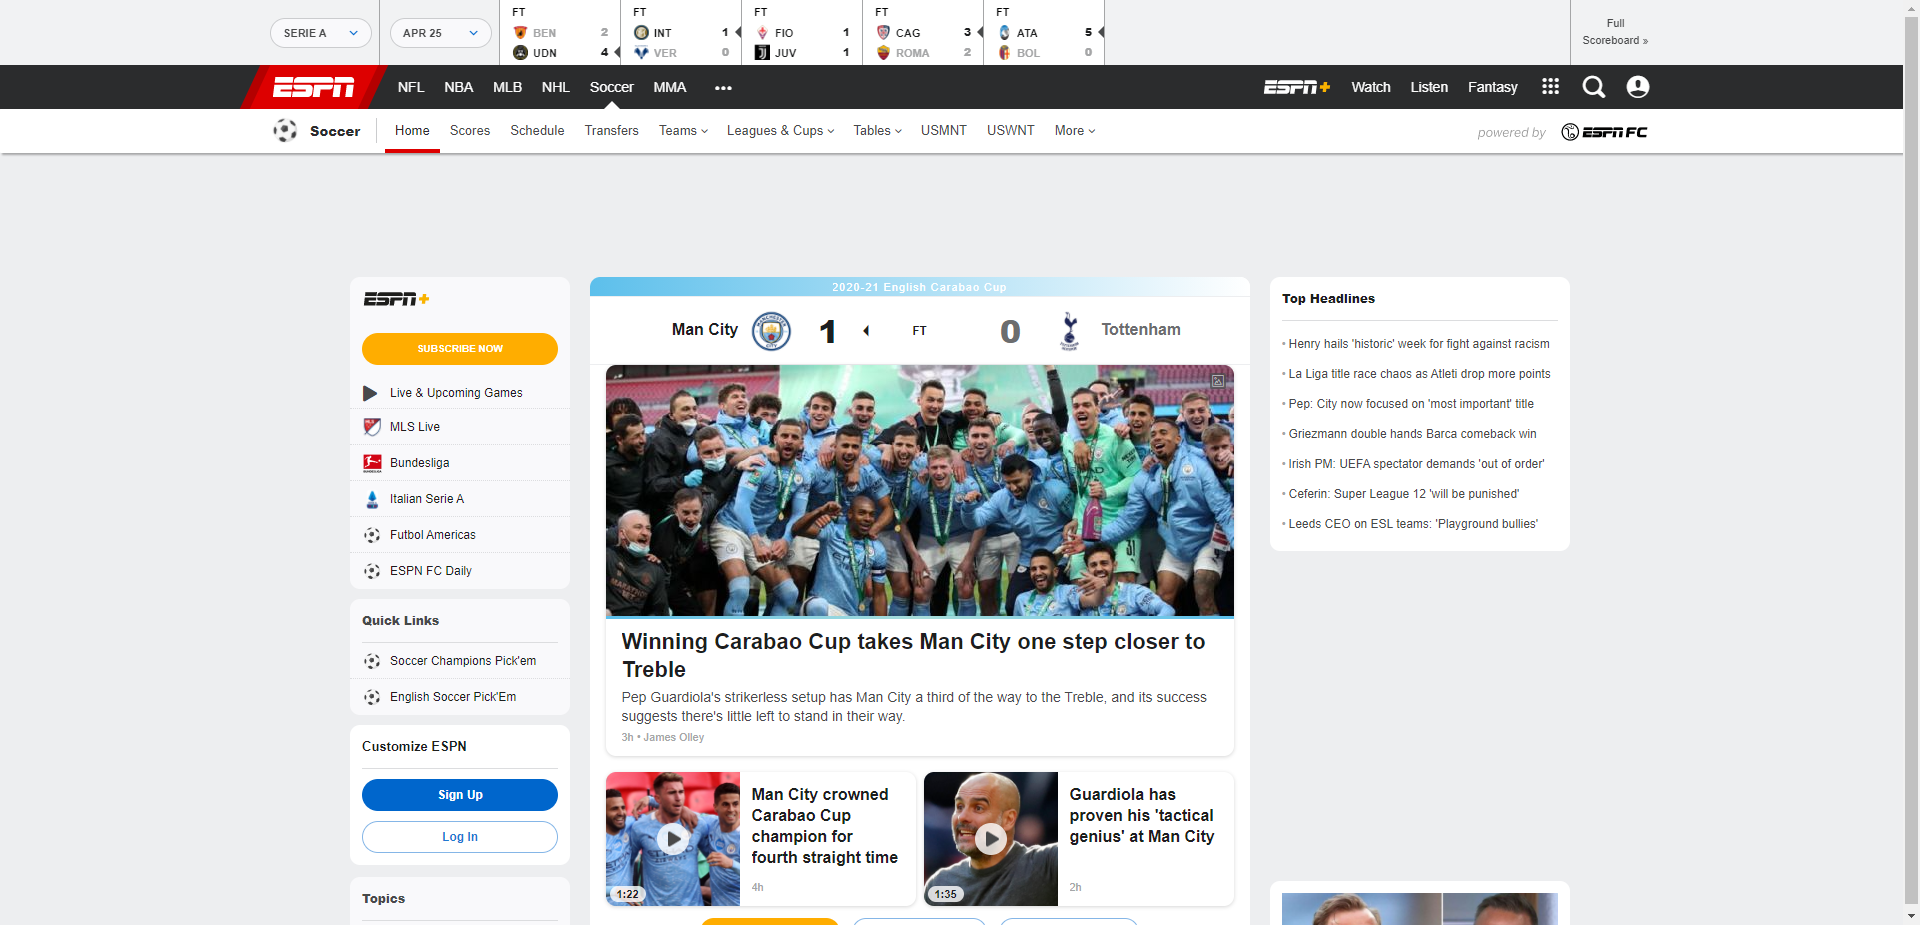 SERIE A
APR 25
FT
BEN 2
UDN 4
FT
INT 1
VER 0
FT
FIO 1
JUV 1
FT
CAG 3
ROMA 2
FT
ATA 5
BOL 0
Full
Scoreboard »
ESPN
NFL NBA MLB NHL Soccer MMA
ESPN+ Watch Listen Fantasy
Soccer
Home Scores Schedule Transfers Teams Leagues & Cups Tables USMNT USWNT More
powered by ESPN FC
ESPN+
SUBSCRIBE NOW
Live & Upcoming Games
MLS Live
Bundesliga
Italian Serie A
Futbol Americas
ESPN FC Daily
Quick Links
Soccer Champions Pick'em
English Soccer Pick'Em
Customize ESPN
Sign Up
Log In
Topics
2020-21 English Carabao Cup
Man City 1 FT 0 Tottenham
Winning Carabao Cup takes Man City one step closer to
Treble
Pep Guardiola's strikerless setup has Man City a third of the way to the Treble, and its success
suggests there's little left to stand in their way.
3h • James Olley
Man City crowned
Carabao Cup
champion for
fourth straight time
4h
1:22
Guardiola has
proven his 'tactical
genius' at Man City
2h
1:35
Top Headlines
Henry hails 'historic' week for fight against racism
La Liga title race chaos as Atleti drop more points
Pep: City now focused on 'most important' title
Griezmann double hands Barca comeback win
Irish PM: UEFA spectator demands 'out of order'
Ceferin: Super League 12 'will be punished'
Leeds CEO on ESL teams: 'Playground bullies'